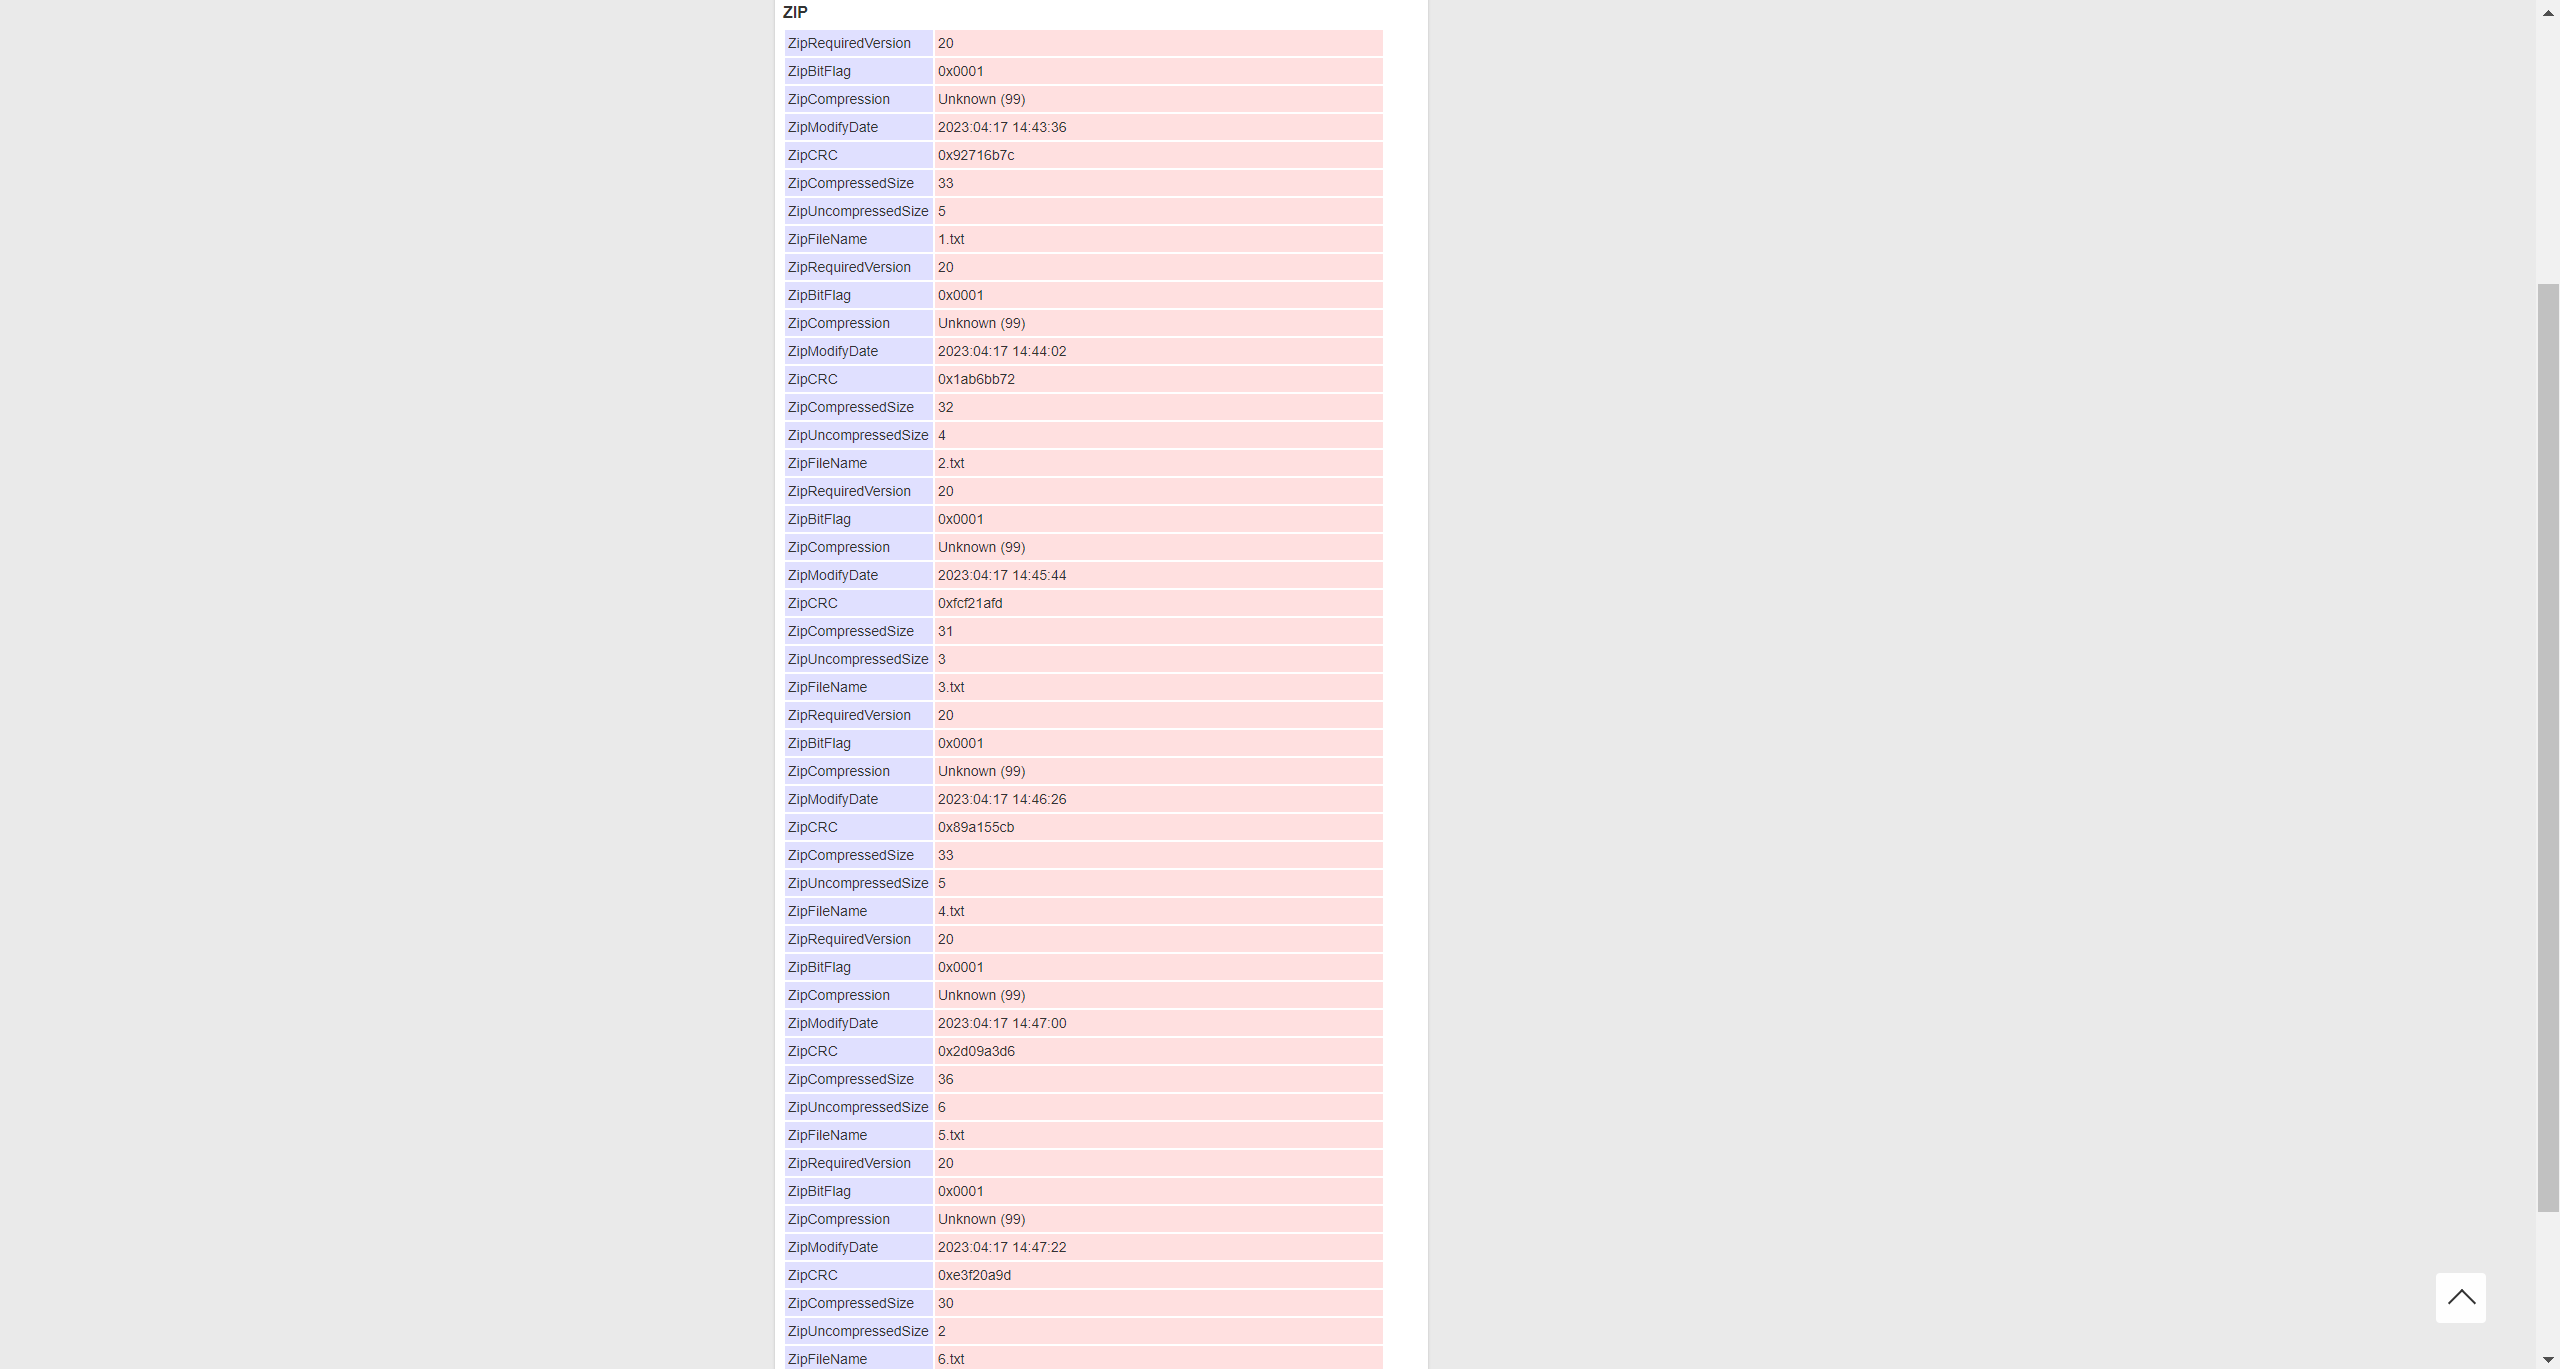 ZIP
ZipRequiredVersion 20
ZipBitFlag 0x0001
ZipCompression Unknown (99)
ZipModifyDate 2023:04:17 14:43:36
ZipCRC 0x92716b7c
ZipCompressedSize 33
ZipUncompressedSize 5
ZipFileName 1.txt
ZipRequiredVersion 20
ZipBitFlag 0x0001
ZipCompression Unknown (99)
ZipModifyDate 2023:04:17 14:44:02
ZipCRC 0x1ab6bb72
ZipCompressedSize 32
ZipUncompressedSize 4
ZipFileName 2.txt
ZipRequiredVersion 20
ZipBitFlag 0x0001
ZipCompression Unknown (99)
ZipModifyDate 2023:04:17 14:45:44
ZipCRC 0xfcf21afd
ZipCompressedSize 31
ZipUncompressedSize 3
ZipFileName 3.txt
ZipRequiredVersion 20
ZipBitFlag 0x0001
ZipCompression Unknown (99)
ZipModifyDate 2023:04:17 14:46:26
ZipCRC 0x89a155cb
ZipCompressedSize 33
ZipUncompressedSize 5
ZipFileName 4.txt
ZipRequiredVersion 20
ZipBitFlag 0x0001
ZipCompression Unknown (99)
ZipModifyDate 2023:04:17 14:47:00
ZipCRC 0x2d09a3d6
ZipCompressedSize 36
ZipUncompressedSize 6
ZipFileName 5.txt
ZipRequiredVersion 20
ZipBitFlag 0x0001
ZipCompression Unknown (99)
ZipModifyDate 2023:04:17 14:47:22
ZipCRC 0xe3f20a9d
ZipCompressedSize 30
ZipUncompressedSize 2
ZipFileName 6.txt